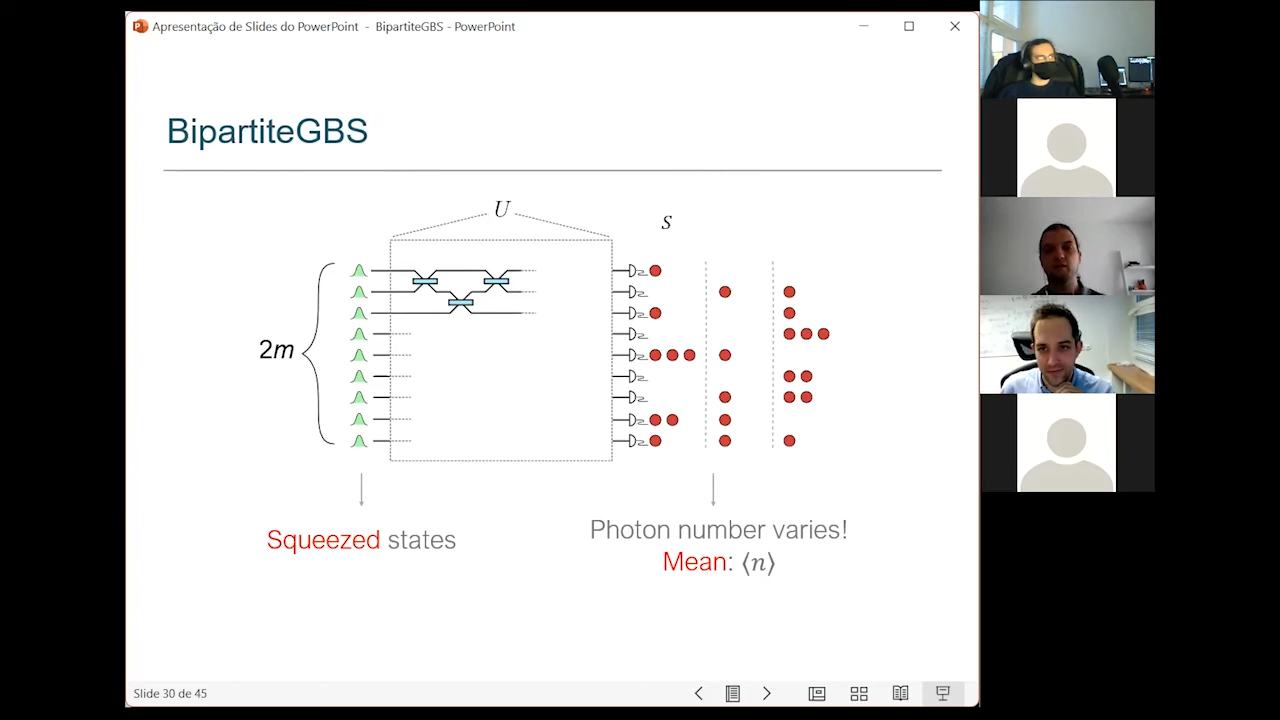 Apresentação de Slides do PowerPoint - BipartiteGBS - PowerPoint
BipartiteGBS
U
S
2m
Squeezed states
Photon number varies!
Mean: ⟨n⟩
Slide 30 de 45